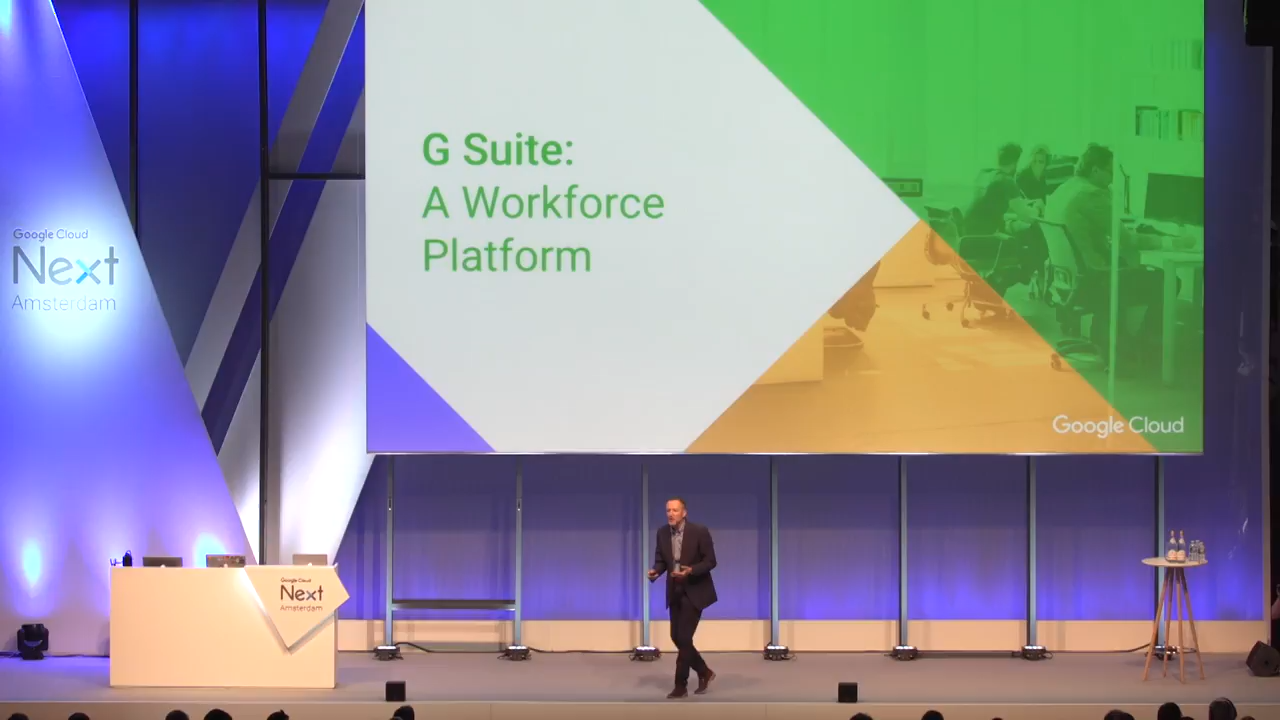 G Suite:
A Workforce
Platform
Google Cloud
Google Cloud
Next
Amsterdam
Google Cloud
Next
Amsterdam